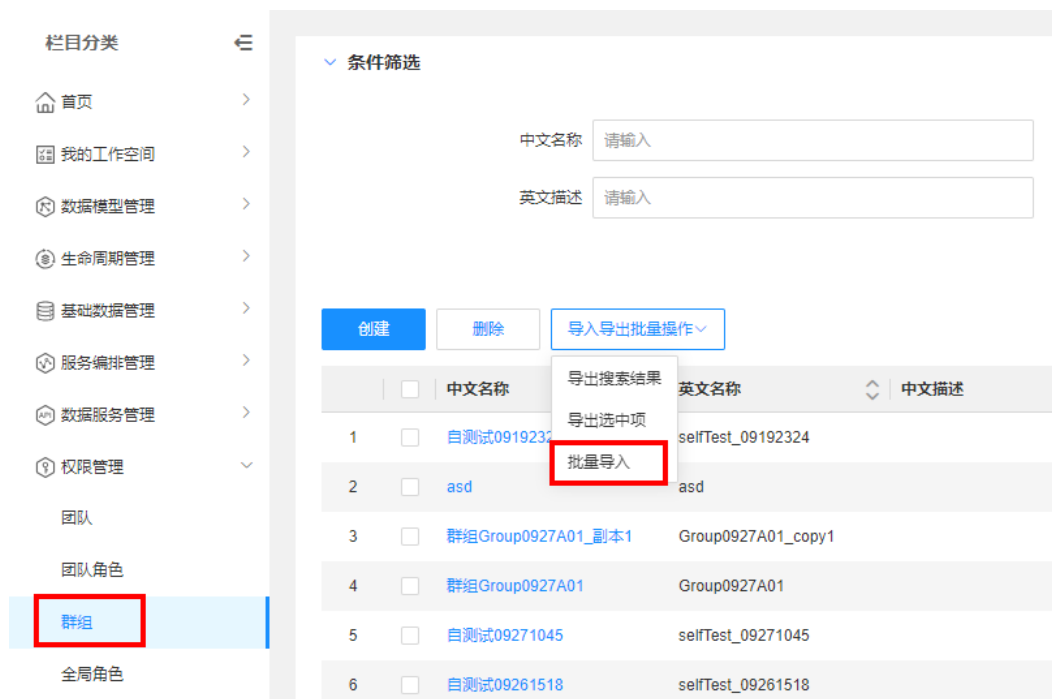 栏目分类
首页
我的工作空间
数据模型管理
生命周期管理
基础数据管理
服务编排管理
API 数据服务管理
权限管理
团队
团队角色
群组
全局角色
条件筛选
中文名称 请输入
英文描述 请输入
创建 删除 导入导出批量操作
导出搜索结果
导出选中项
批量导入
中文名称 英文名称 中文描述
1 自测试0919232 selfTest_09192324
2 asd asd
3 群组Group0927A01_副本1 Group0927A01_copy1
4 群组Group0927A01 Group0927A01
5 自测试09271045 selfTest_09271045
6 自测试09261518 selfTest_09261518